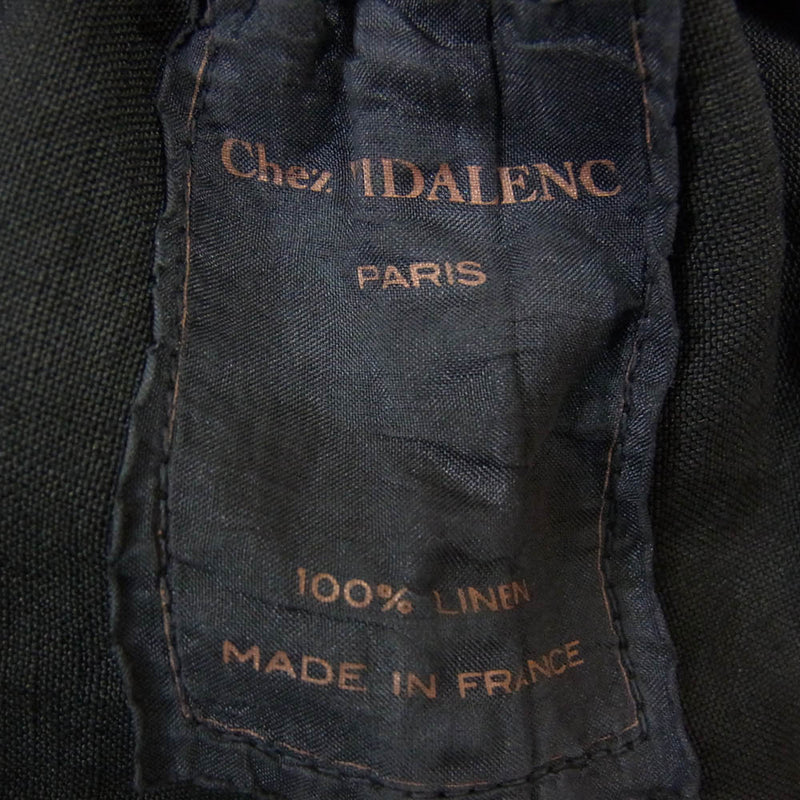 Chez VIDALENC
PARIS
100% LINEN
MADE IN FRANCE